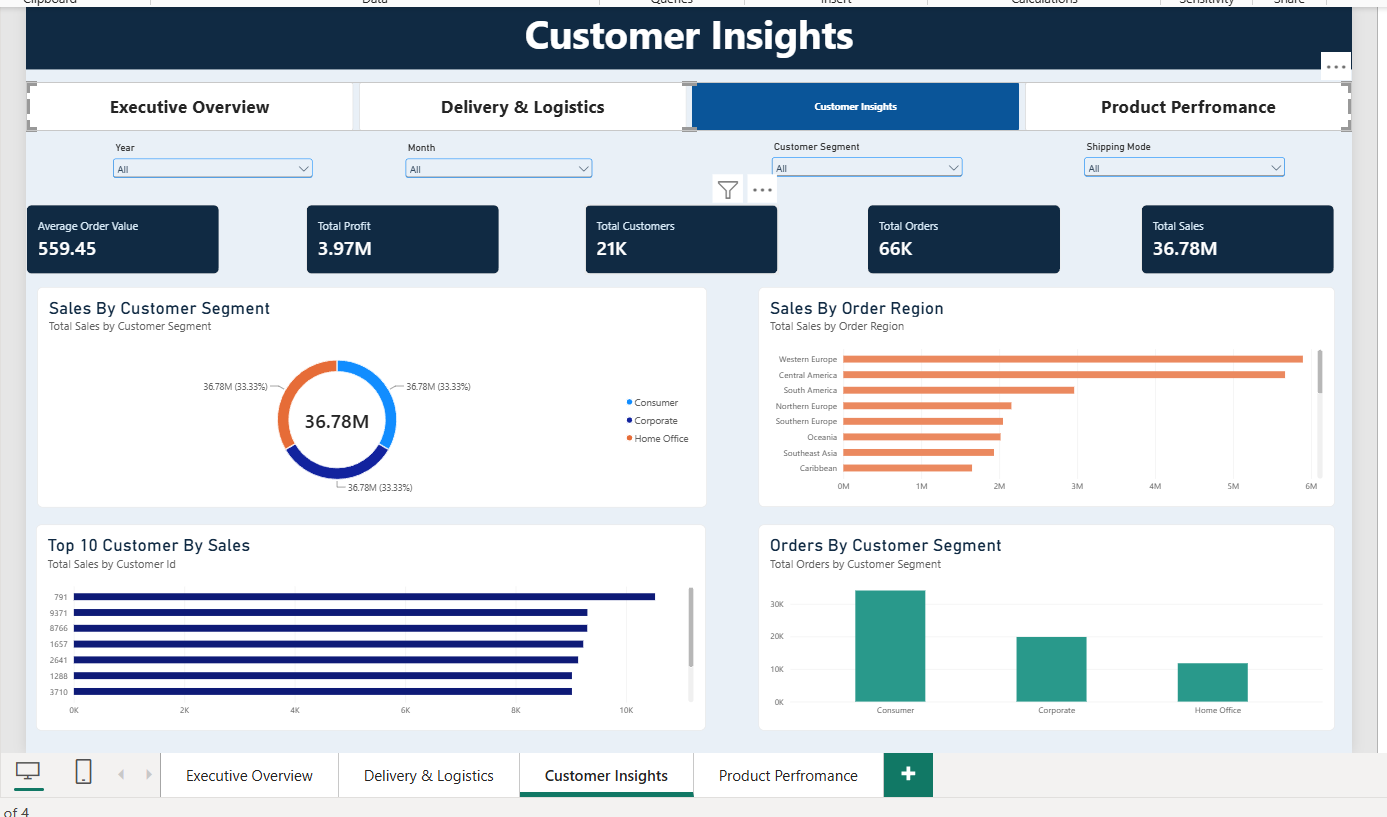 Clipboard Data Queries Insert Calculations Sensitivity Share
Customer Insights
Executive Overview Delivery & Logistics Customer Insights Product Perfromance
Year Month Customer Segment Shipping Mode
All All All All
Average Order Value Total Profit Total Customers Total Orders Total Sales
559.45 3.97M 21K 66K 36.78M
Sales By Customer Segment
Total Sales by Customer Segment
36.78M (33.33%) 36.78M (33.33%)
36.78M
36.78M (33.33%)
Consumer
Corporate
Home Office
Sales By Order Region
Total Sales by Order Region
Western Europe
Central America
South America
Northern Europe
Southern Europe
Oceania
Southeast Asia
Caribbean
0M 1M 2M 3M 4M 5M 6M
Top 10 Customer By Sales
Total Sales by Customer Id
791
9371
8766
1657
2641
1288
3710
0K 2K 4K 6K 8K 10K
Orders By Customer Segment
Total Orders by Customer Segment
30K
20K
10K
0K
Consumer Corporate Home Office
Executive Overview Delivery & Logistics Customer Insights Product Perfromance +
of 4